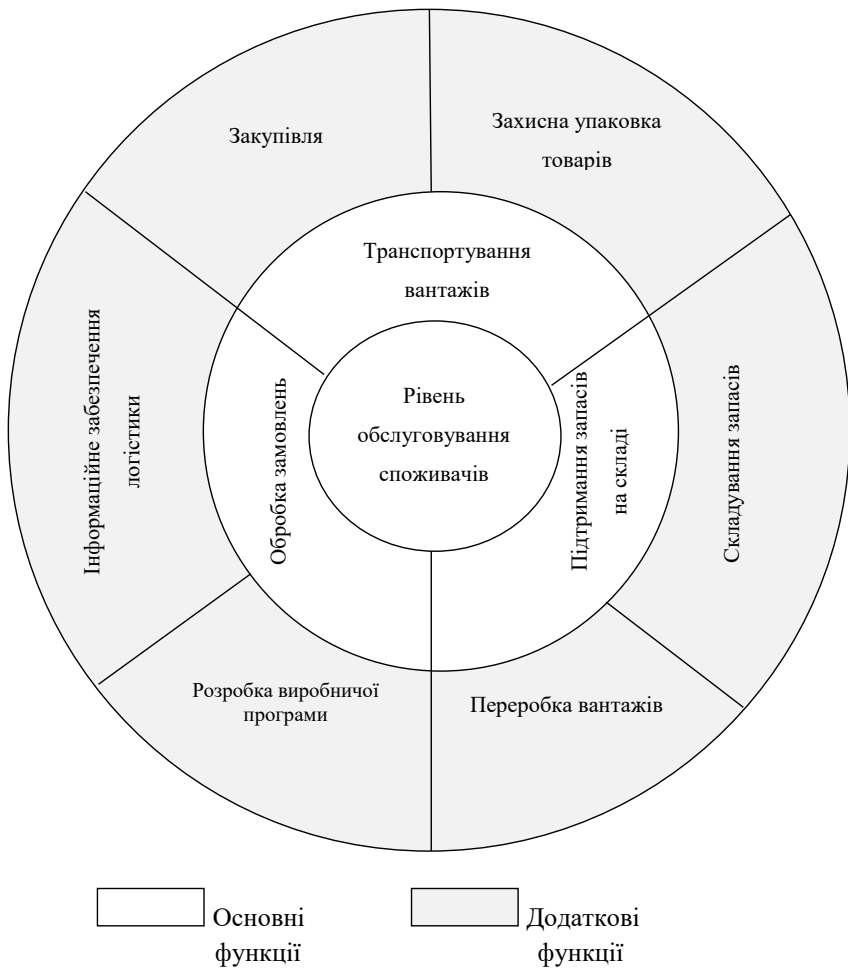 Закупівля
Захисна упаковка
товарів
Транспортування
вантажів
Інформаційне забезпечення
логістики
Обробка замовлень
Рівень
обслуговування
споживачів
Підтримання запасів
на складі
Складування запасів
Розробка виробничої
програми
Переробка вантажів
Основні
функції
Додаткові
функції